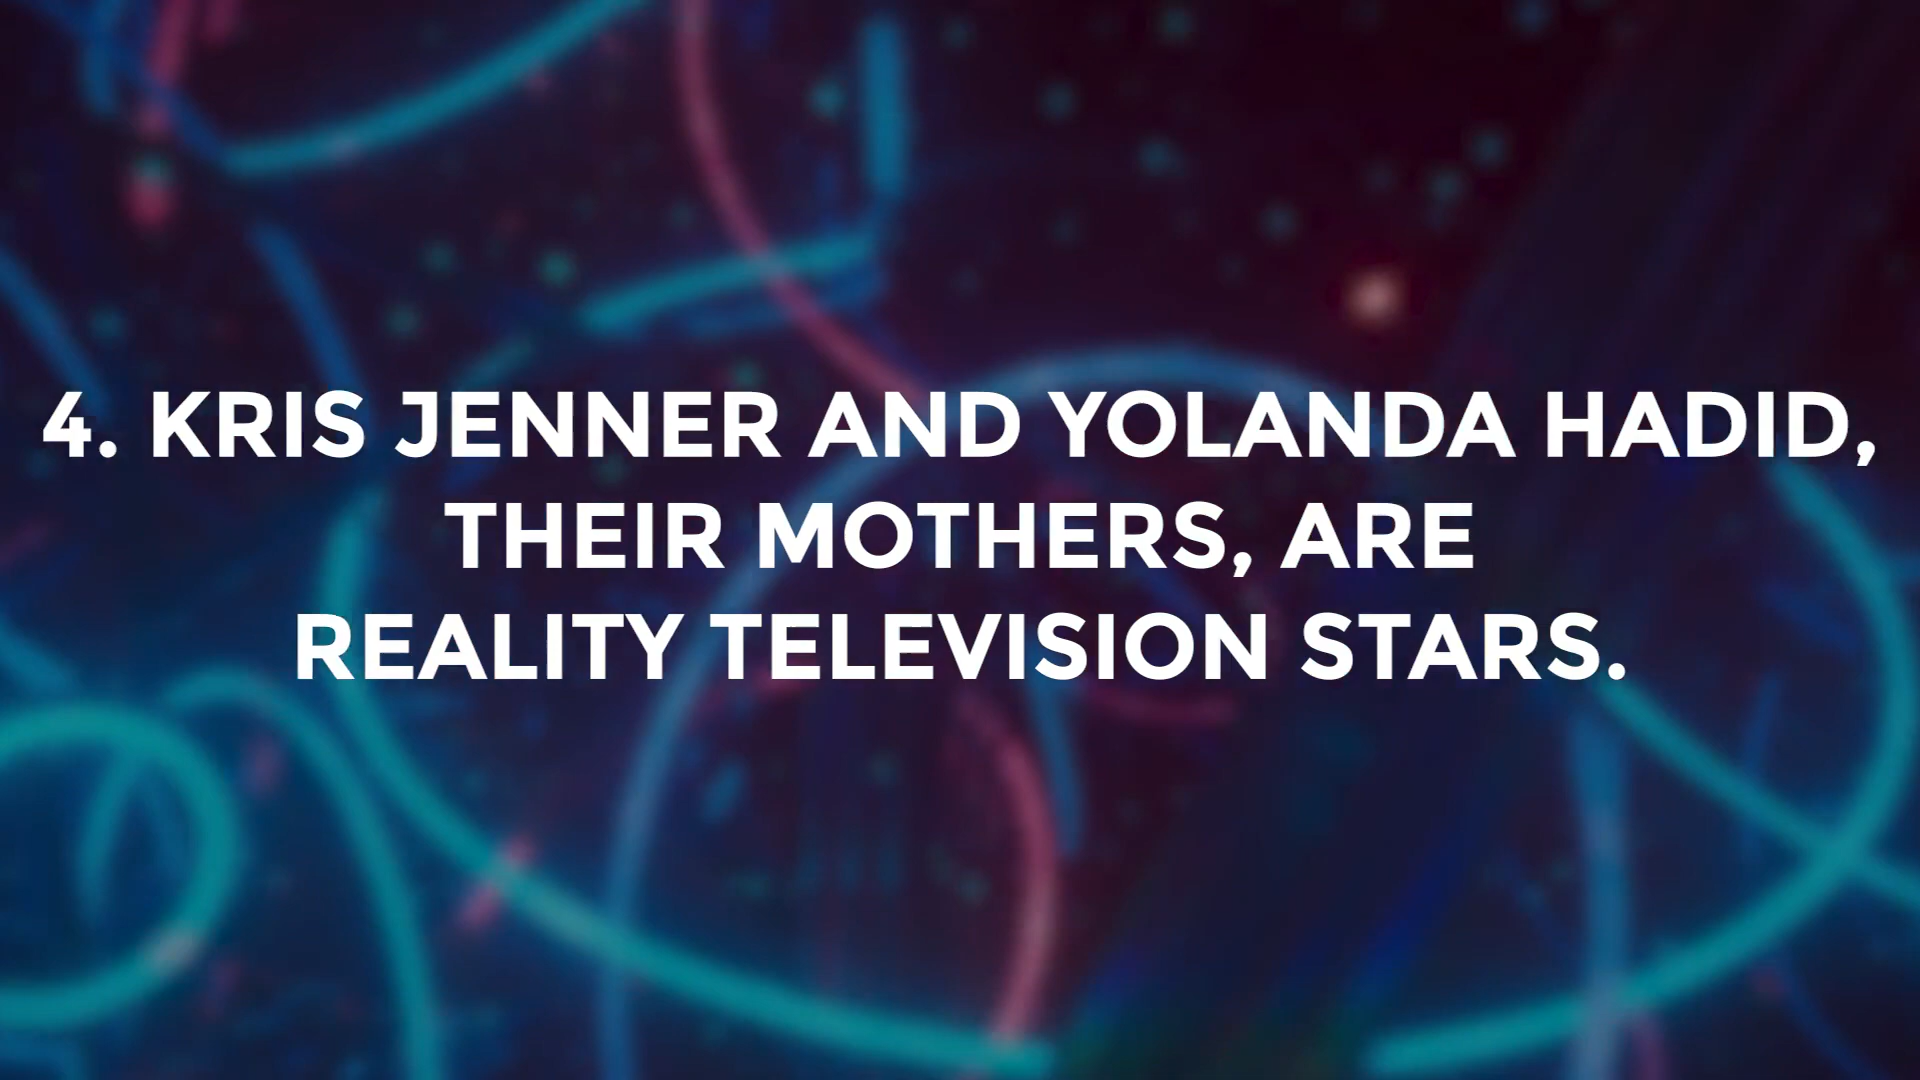 4. KRIS JENNER AND YOLANDA HADID,
THEIR MOTHERS, ARE
REALITY TELEVISION STARS.